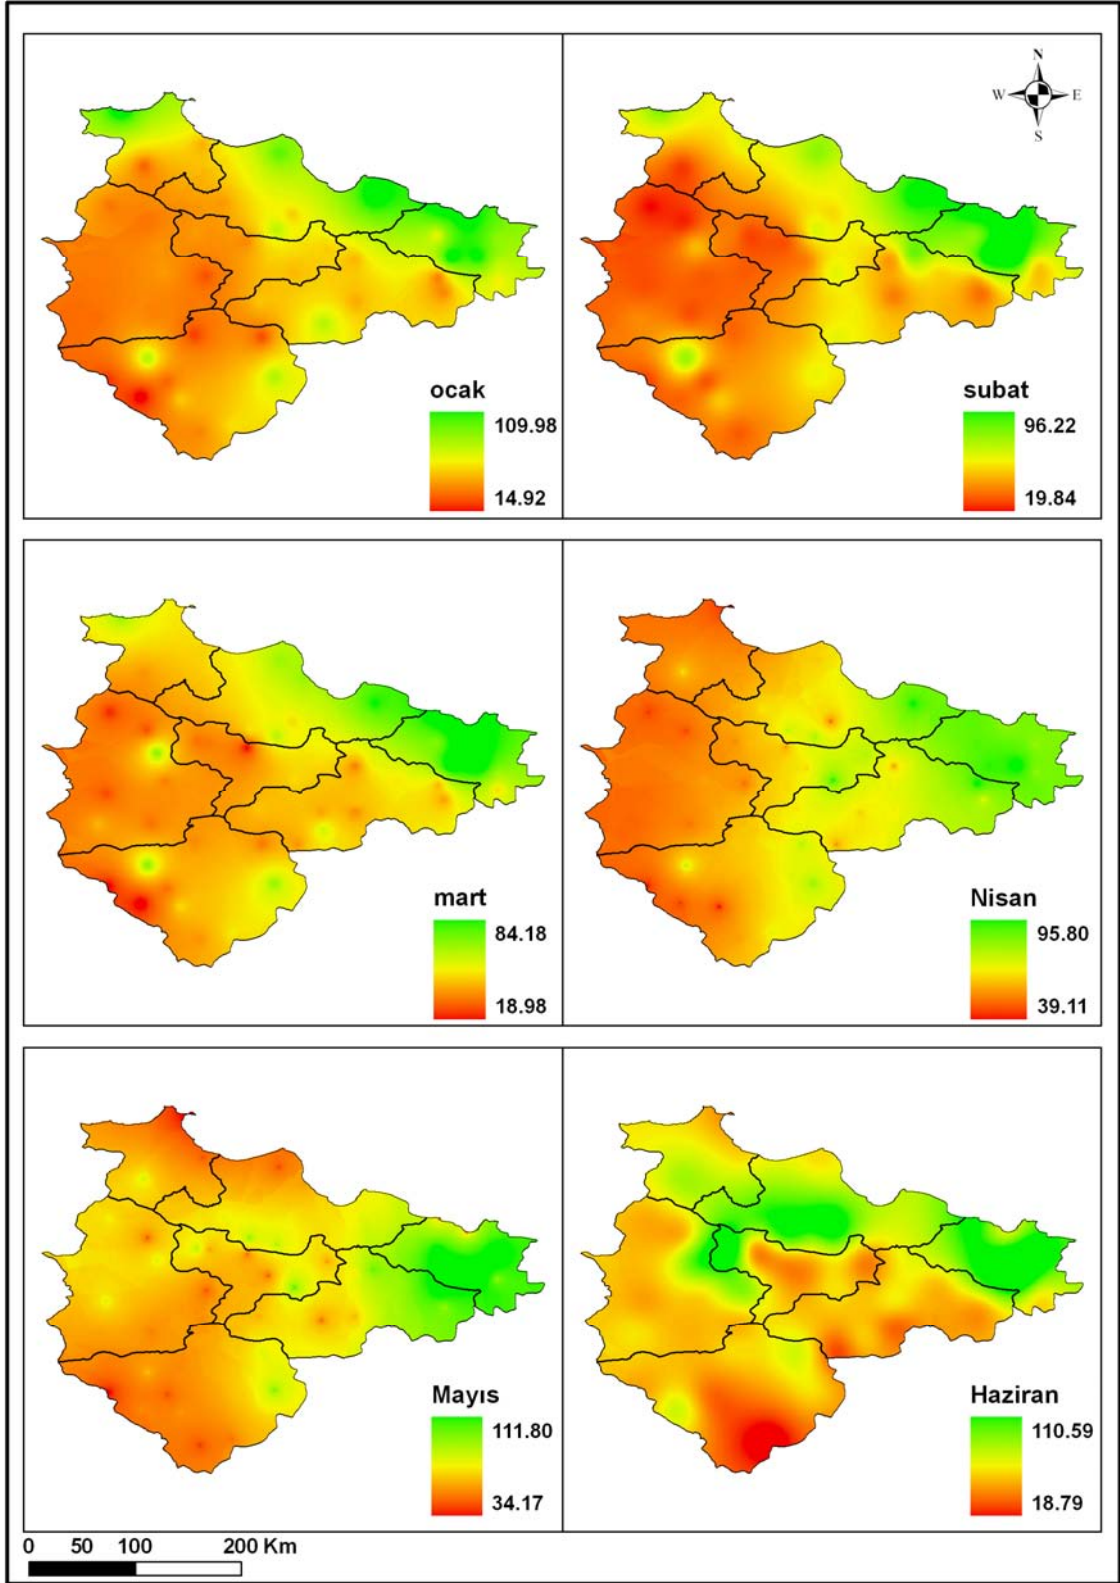 N
W E
S
ocak
109.98
14.92
subat
96.22
19.84
mart
84.18
18.98
Nisan
95.80
39.11
Mayıs
111.80
34.17
Haziran
110.59
18.79
0 50 100 200 Km